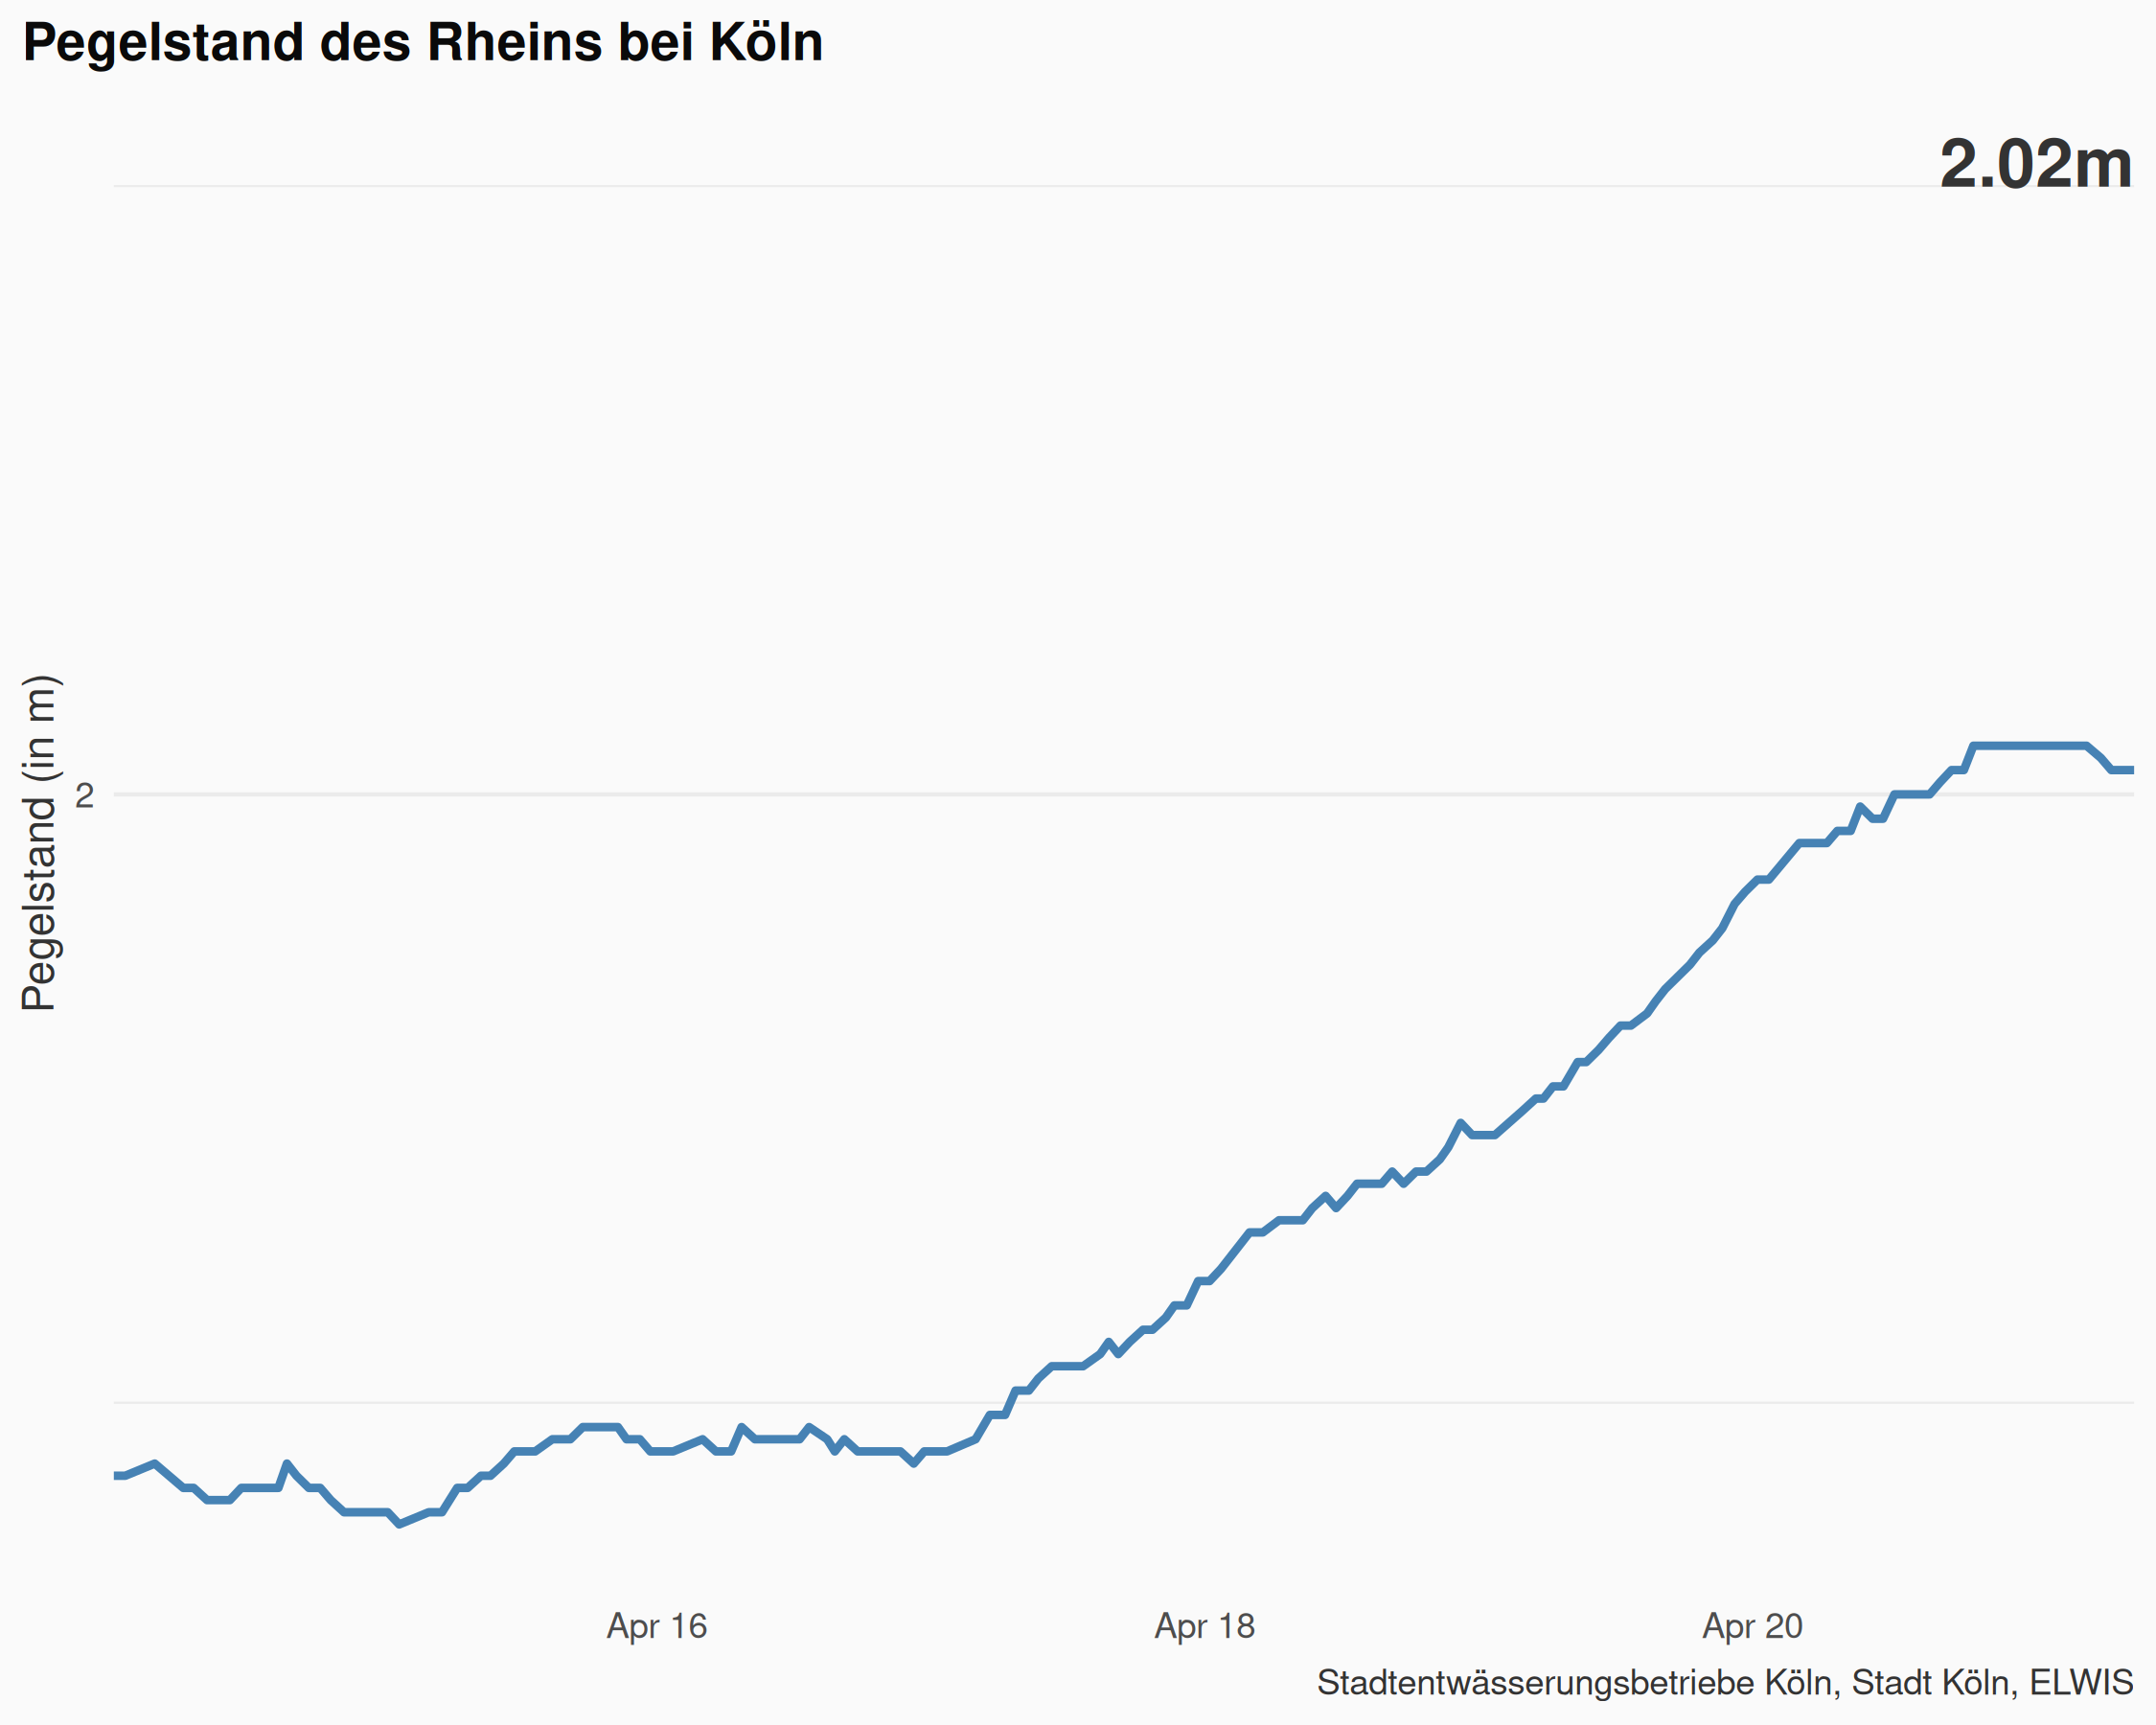 Pegelstand des Rheins bei Köln
2.02m
Pegelstand (in m)
2
Apr 16
Apr 18
Apr 20
Stadtentwässerungsbetriebe Köln, Stadt Köln, ELWIS